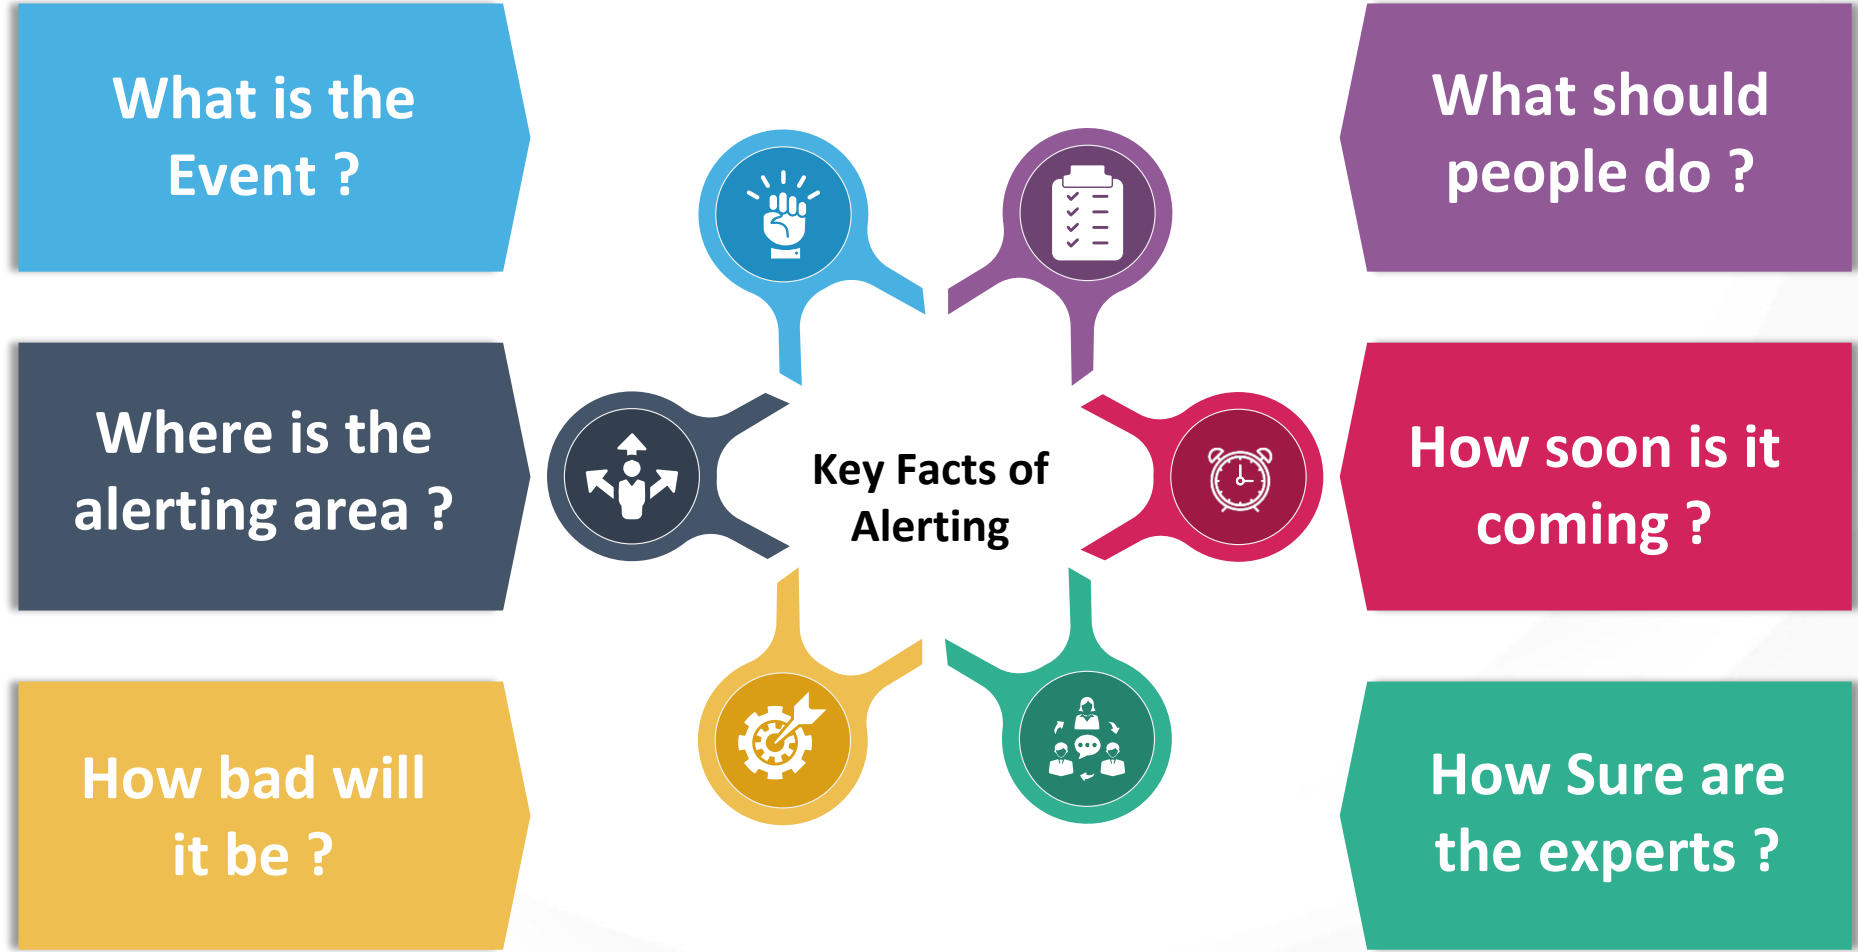 What is the
Event ?
What should
people do ?
Where is the
alerting area ?
Key Facts of
Alerting
How soon is it
coming ?
How bad will
it be ?
How Sure are
the experts ?